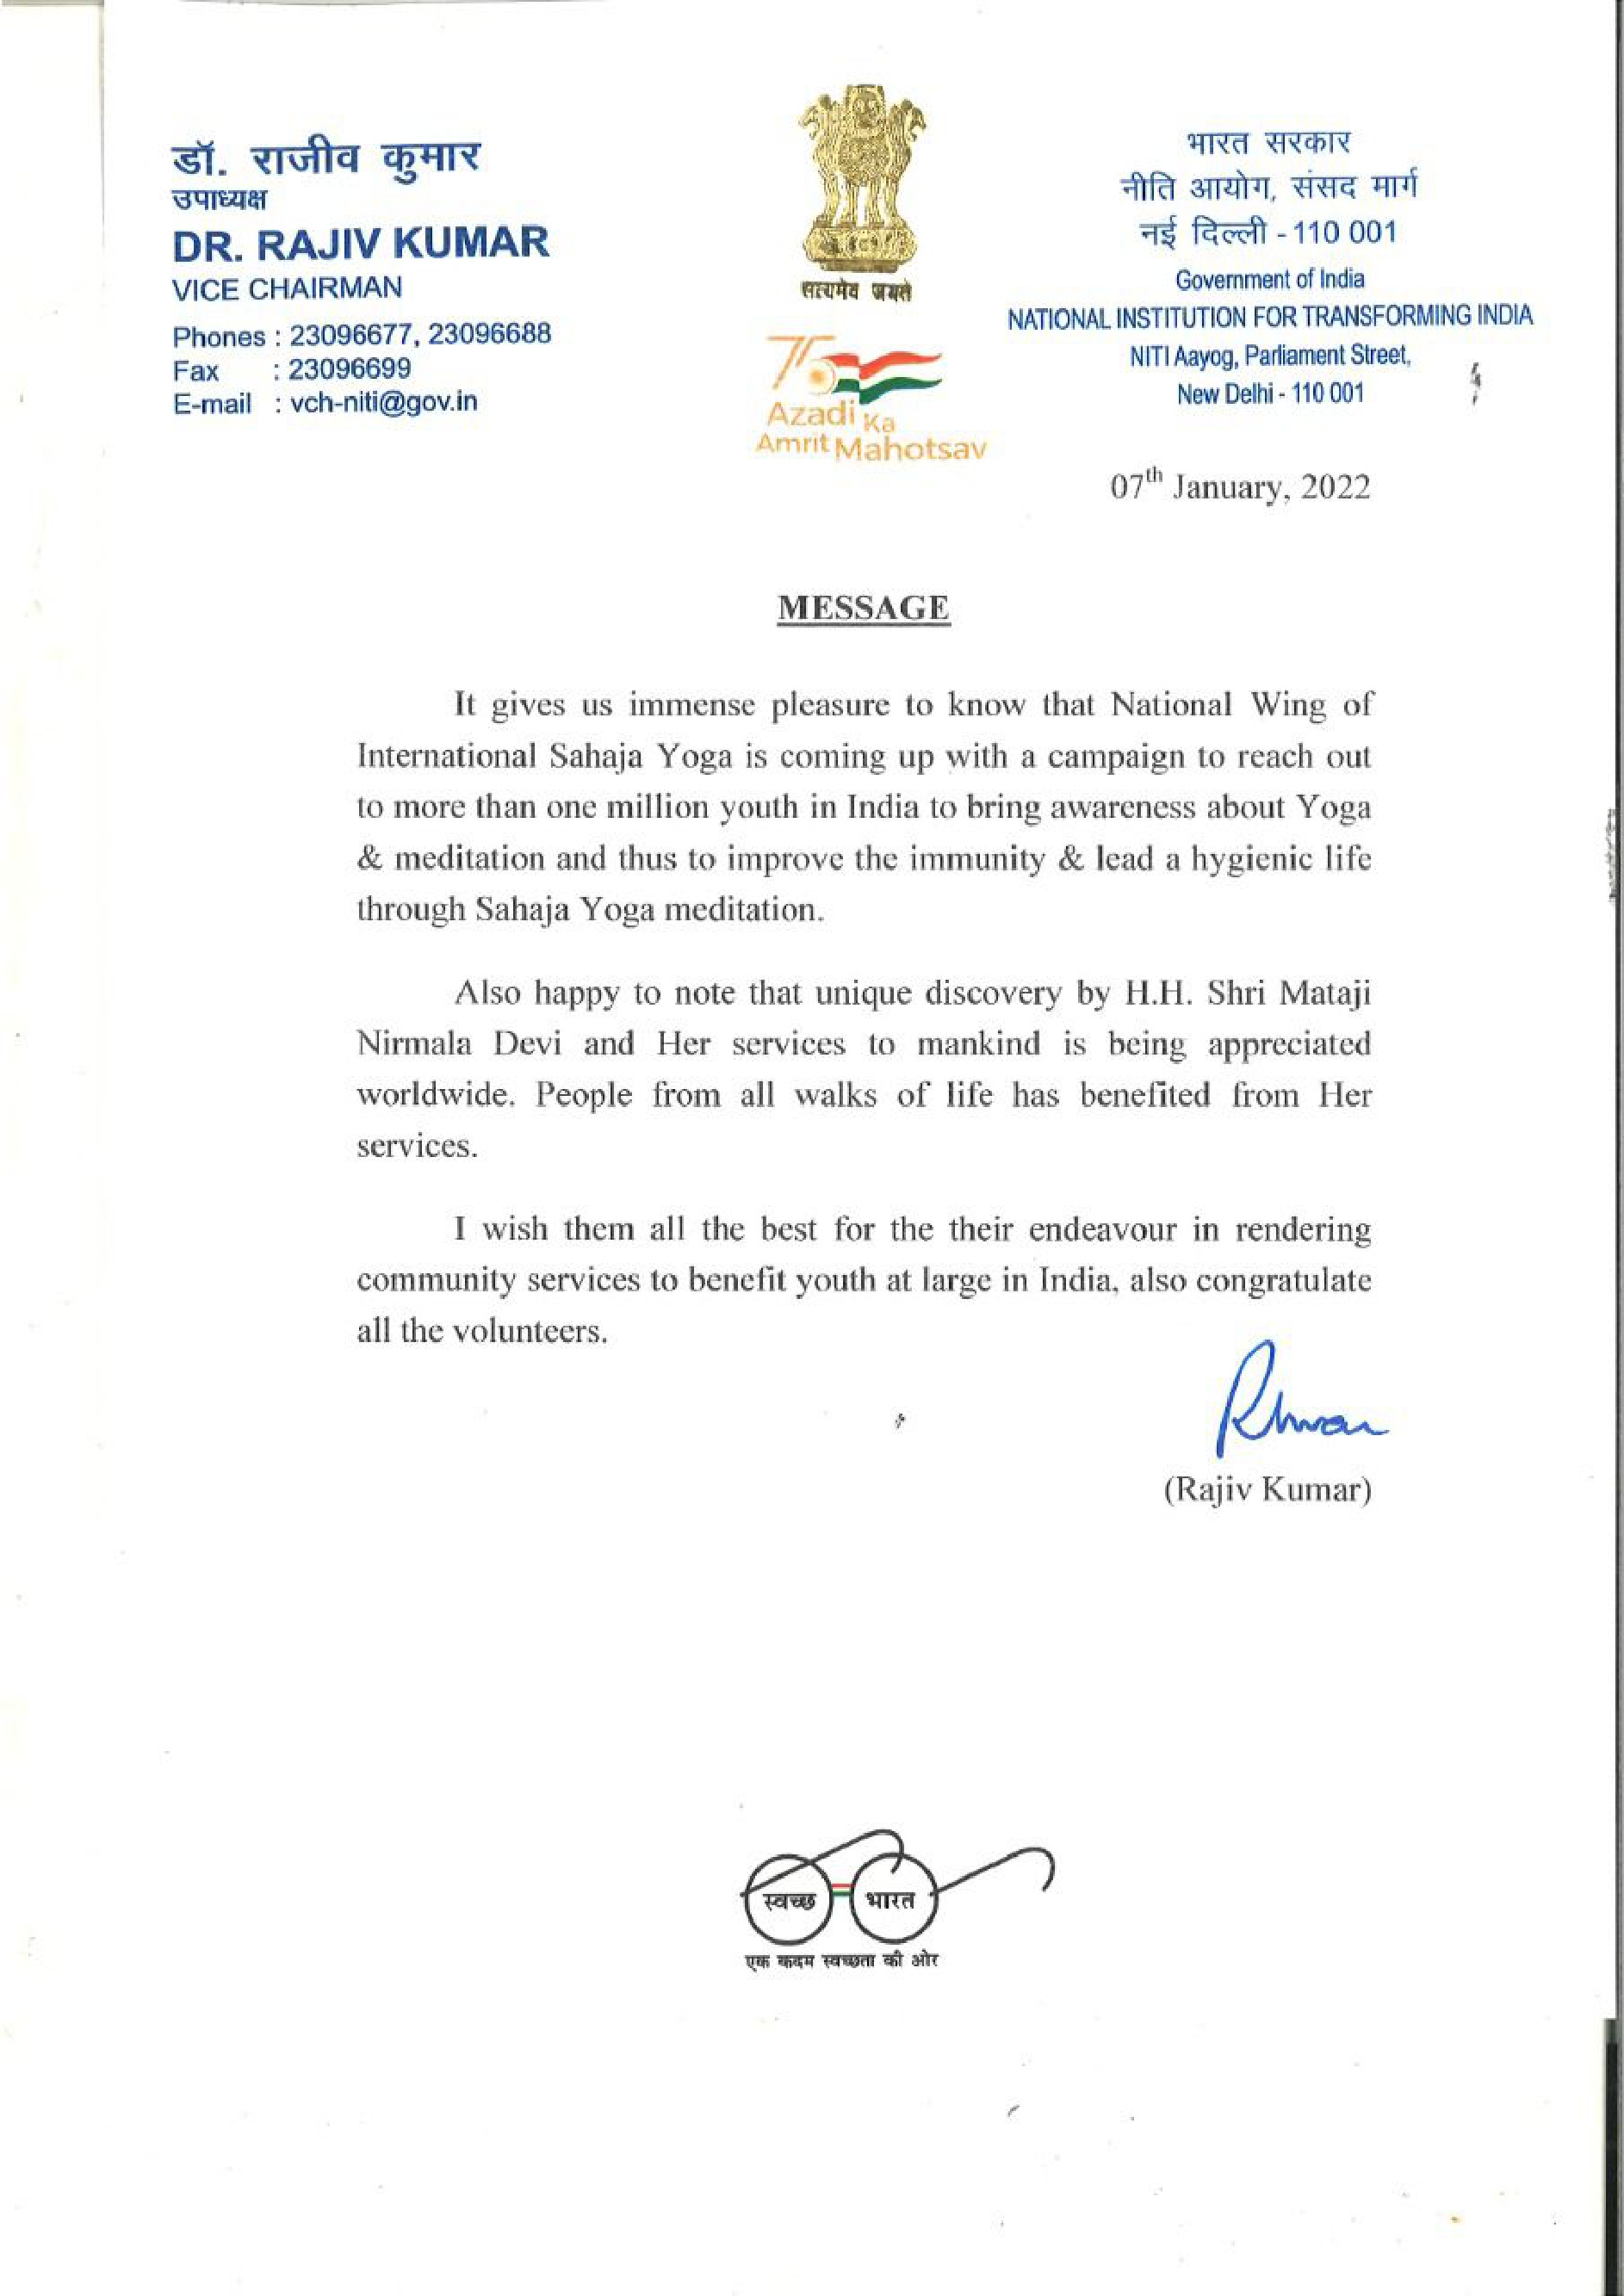 डॉ. राजीव कुमार
उपाध्यक्ष
DR. RAJIV KUMAR
VICE CHAIRMAN
Phones : 23096677, 23096688
Fax : 23096699
E-mail : vch-niti@gov.in
सत्यमेव जयते
75
Azadi Ka
Amrit Mahotsav
भारत सरकार
नीति आयोग, संसद मार्ग
नई दिल्ली - 110 001
Government of India
NATIONAL INSTITUTION FOR TRANSFORMING INDIA
NITI Aayog, Parliament Street,
New Delhi - 110 001
07th January, 2022
MESSAGE
It gives us immense pleasure to know that National Wing of
International Sahaja Yoga is coming up with a campaign to reach out
to more than one million youth in India to bring awareness about Yoga
& meditation and thus to improve the immunity & lead a hygienic life
through Sahaja Yoga meditation.
Also happy to note that unique discovery by H.H. Shri Mataji
Nirmala Devi and Her services to mankind is being appreciated
worldwide. People from all walks of life has benefited from Her
services.
I wish them all the best for the their endeavour in rendering
community services to benefit youth at large in India, also congratulate
all the volunteers.
(Rajiv Kumar)
स्वच्छ भारत
एक कदम स्वच्छता की ओर